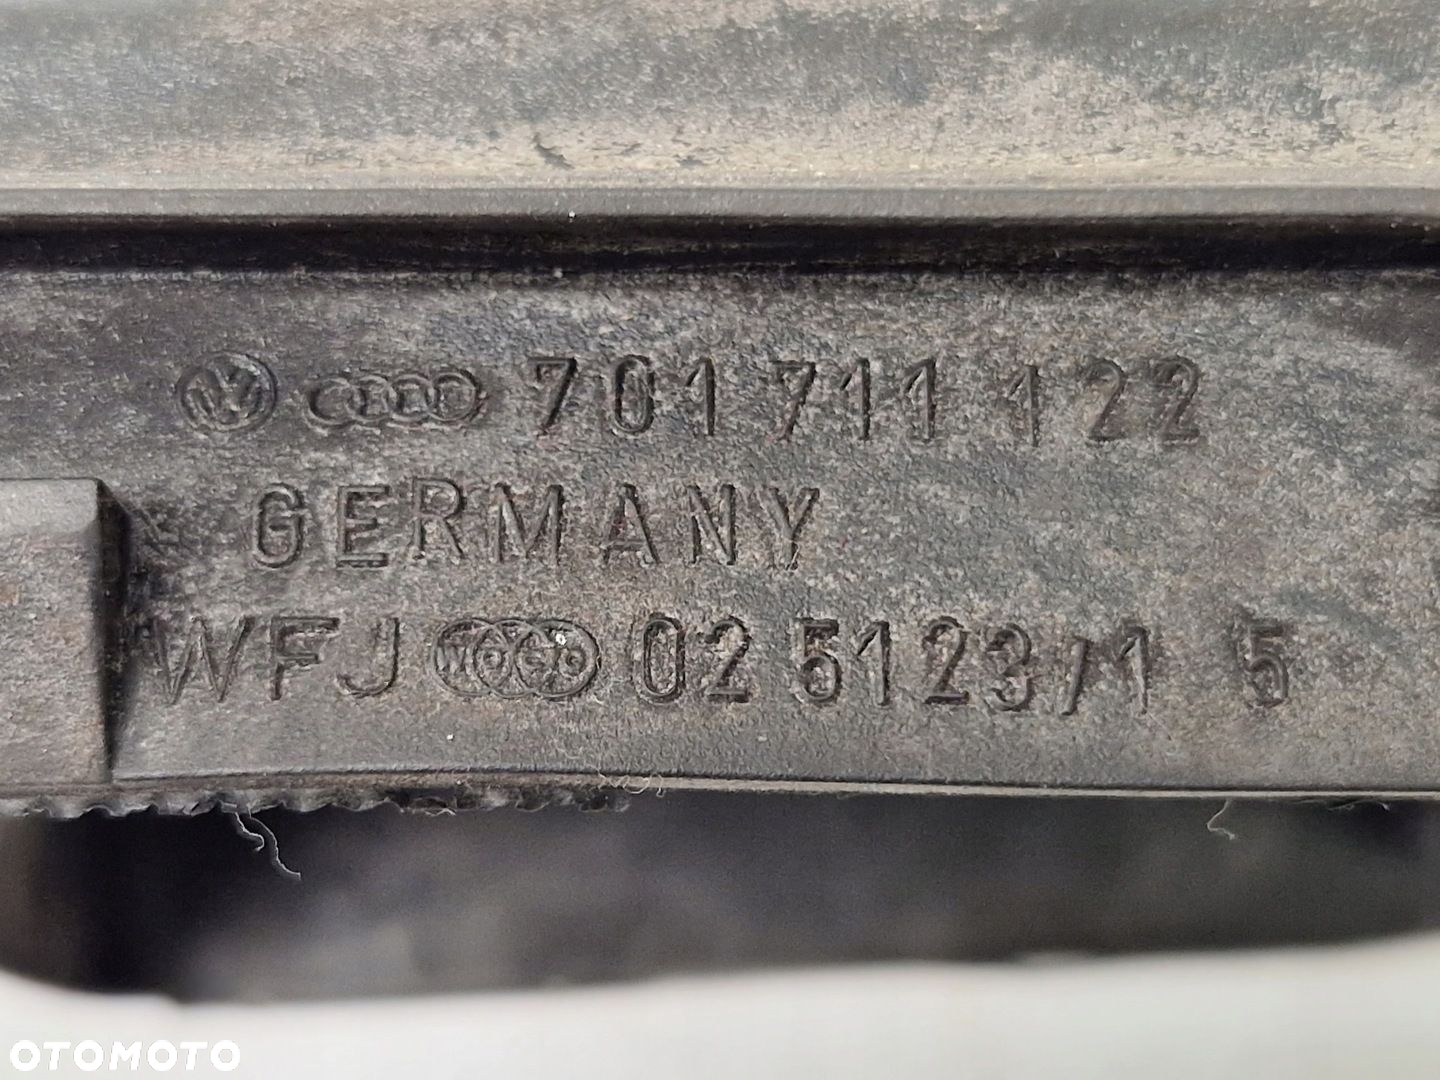 701 711 122
GERMANY
WFJ 02 5123/1 5
OTOMOTO